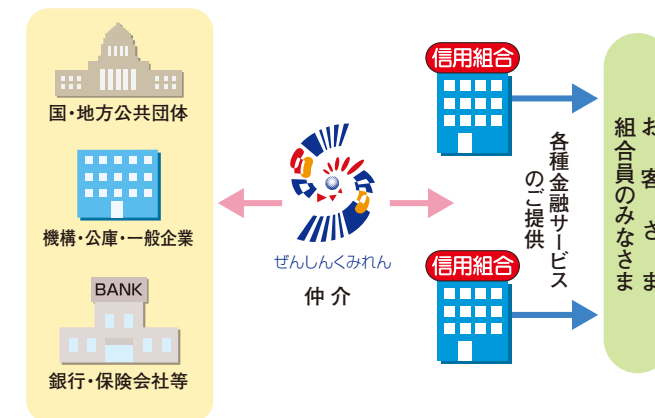 国・地方公共団体
機構・公庫・一般企業
BANK
銀行・保険会社等
ぜんしんくみれん
仲介
信用組合
信用組合
各種金融サービス
のご提供
お客さま
組合員のみなさま